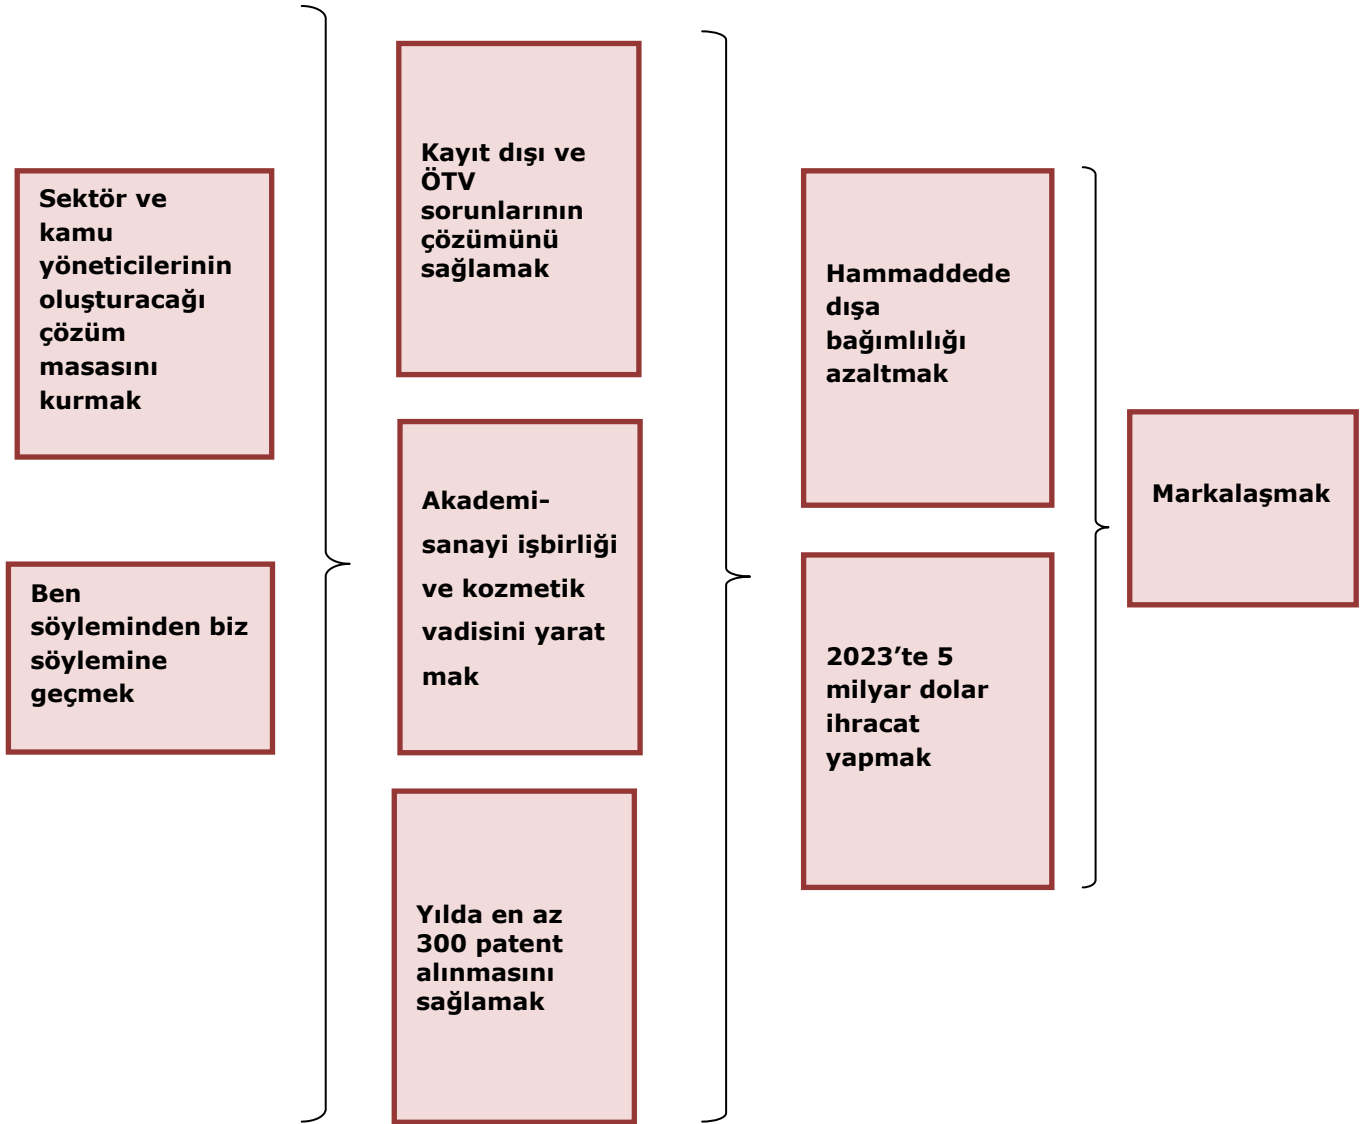 Sektör ve
kamu
yöneticilerinin
oluşturacağı
çözüm
masasını
kurmak
Ben
söyleminden biz
söylemine
geçmek
Kayıt dışı ve
ÖTV
sorunlarının
çözümünü
sağlamak
Akademi-
sanayi işbirliği
ve kozmetik
vadisini yarat
mak
Yılda en az
300 patent
alınmasını
sağlamak
Hammaddede
dışa
bağımlılığı
azaltmak
2023’te 5
milyar dolar
ihracat
yapmak
Markalaşmak